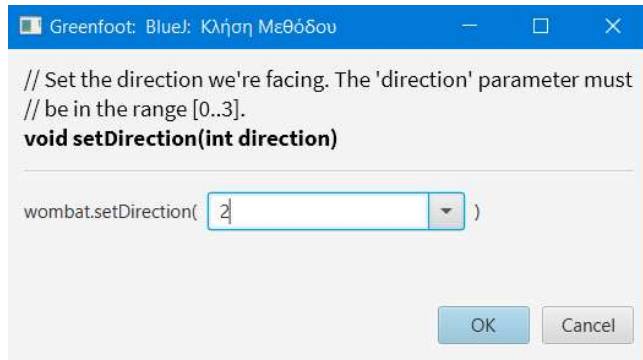 Greenfoot: BlueJ: Κλήση Μεθόδου
// Set the direction we're facing. The 'direction' parameter must
// be in the range [0..3].
void setDirection(int direction)
wombat.setDirection( 2 )
OK Cancel